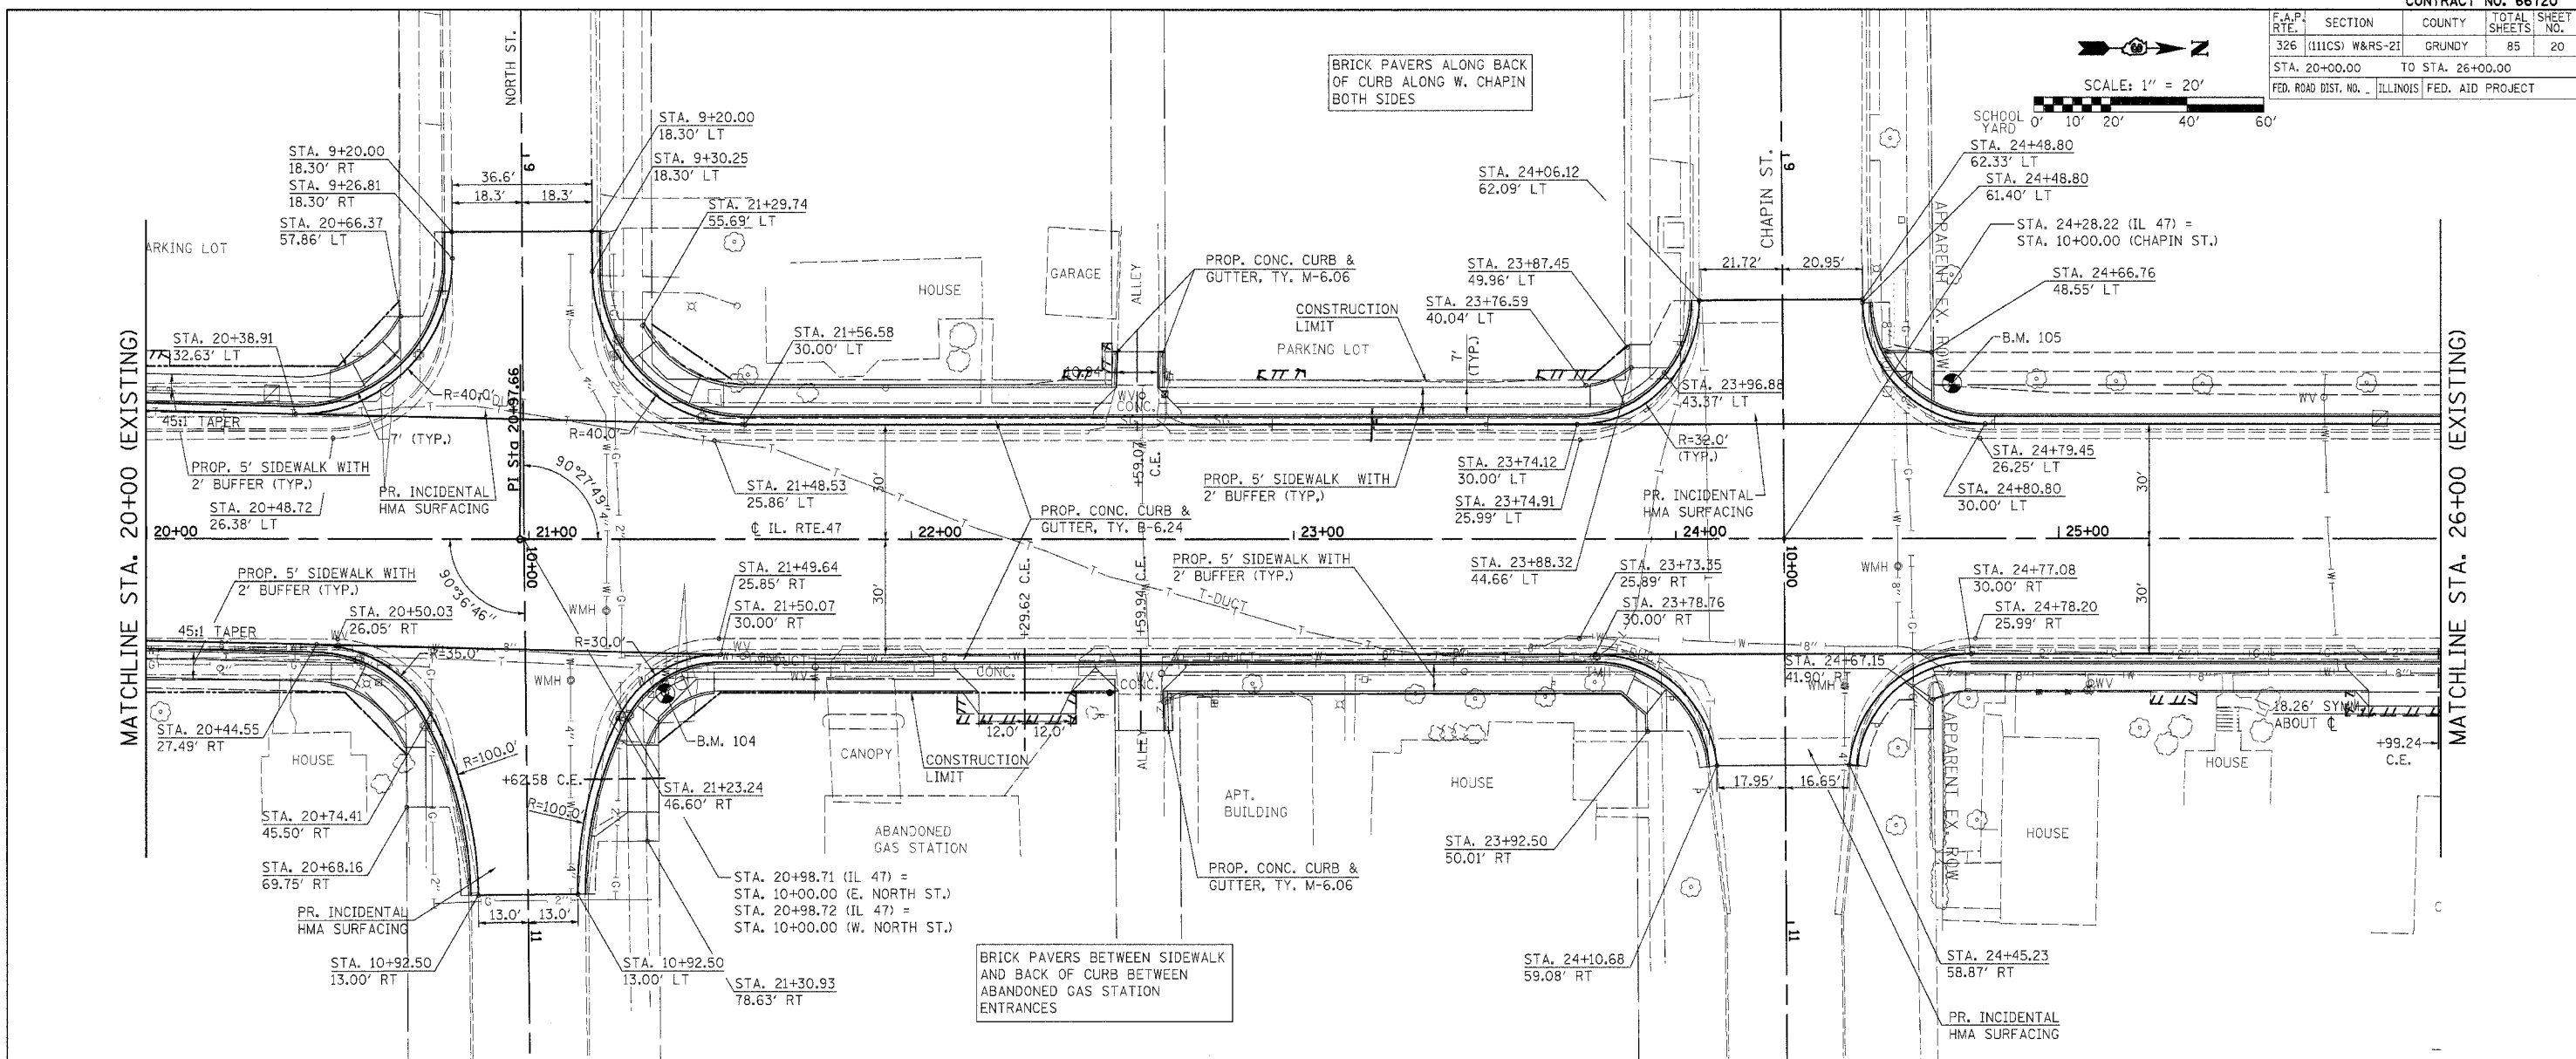 CONTRACT NO. 66120
F.A.P. RTE.
SECTION
COUNTY
TOTAL SHEETS
SHEET NO.
326
(111CS) W&RS-2I
GRUNDY
85
20
STA. 20+00.00 TO STA. 26+00.00
FED. ROAD DIST. NO. _
ILLINOIS
FED. AID PROJECT
N
SCALE: 1" = 20'
0' 10' 20' 40' 60'
BRICK PAVERS ALONG BACK
OF CURB ALONG W. CHAPIN
BOTH SIDES
NORTH ST.
CHAPIN ST.
SCHOOL
YARD
MATCHLINE STA. 20+00 (EXISTING)
MATCHLINE STA. 26+00 (EXISTING)
STA. 9+20.00
18.30' RT
STA. 9+26.81
18.30' RT
STA. 20+66.37
57.86' LT
ARKING LOT
STA. 20+38.91
32.63' LT
36.6'
18.3'
18.3'
9
STA. 9+20.00
18.30' LT
STA. 9+30.25
18.30' LT
STA. 21+29.74
55.69' LT
STA. 21+56.58
30.00' LT
HOUSE
GARAGE
ALLEY
PROP. CONC. CURB &
GUTTER, TY. M-6.06
CONSTRUCTION
LIMIT
PARKING LOT
7'
(TYP.)
STA. 24+06.12
62.09' LT
STA. 23+87.45
49.96' LT
STA. 23+76.59
40.04' LT
21.72'
20.95'
9
STA. 24+48.80
62.33' LT
STA. 24+48.80
61.40' LT
STA. 24+28.22 (IL 47) =
STA. 10+00.00 (CHAPIN ST.)
STA. 24+66.76
48.55' LT
B.M. 105
APPARENT EX. ROW
STA. 23+96.88
43.37' LT
R=32.0'
(TYP.)
45:1 TAPER
R=40.0'
7' (TYP.)
PROP. 5' SIDEWALK WITH
2' BUFFER (TYP.)
STA. 20+48.72
26.38' LT
PR. INCIDENTAL
HMA SURFACING
PI Sta 20+97.66
90°27'49"
R=40.0'
STA. 21+48.53
25.86' LT
30'
WV
CONC.
+59.07
C.E.
PROP. 5' SIDEWALK WITH
2' BUFFER (TYP.)
STA. 23+74.12
30.00' LT
STA. 23+74.91
25.99' LT
PR. INCIDENTAL
HMA SURFACING
STA. 24+79.45
26.25' LT
STA. 24+80.80
30.00' LT
30'
WV
20+00
21+00
℄ IL. RTE.47
22+00
23+00
24+00
25+00
10+00
10+00
PROP. CONC. CURB &
GUTTER, TY. B-6.24
STA. 23+88.32
44.66' LT
90°36'46"
PROP. 5' SIDEWALK WITH
2' BUFFER (TYP.)
STA. 20+50.03
26.05' RT
45:1 TAPER
WMH
STA. 21+49.64
25.85' RT
STA. 21+50.07
30.00' RT
30'
+29.62 C.E.
+59.94 C.E.
PROP. 5' SIDEWALK WITH
2' BUFFER (TYP.)
T-DUCT
STA. 23+73.35
25.89' RT
STA. 23+78.76
30.00' RT
WMH
STA. 24+77.08
30.00' RT
STA. 24+78.20
25.99' RT
30'
R=30.0'
R=35.0'
WMH
STA. 24+67.15
41.90' RT
WMH
STA. 20+44.55
27.49' RT
HOUSE
R=100.0'
+62.58 C.E.
R=100.0'
B.M. 104
STA. 21+23.24
46.60' RT
CANOPY
CONSTRUCTION
LIMIT
CONC.
12.0'
12.0'
CONC.
ALLEY
APT.
BUILDING
HOUSE
17.95'
16.65'
APPARENT EX. ROW
HOUSE
18.26' SYMM.
ABOUT ℄
HOUSE
+99.24
C.E.
STA. 20+74.41
45.50' RT
STA. 20+68.16
69.75' RT
PR. INCIDENTAL
HMA SURFACING
13.0'
13.0'
11
STA. 10+92.50
13.00' RT
STA. 10+92.50
13.00' LT
STA. 21+30.93
78.63' RT
ABANDONED
GAS STATION
STA. 20+98.71 (IL 47) =
STA. 10+00.00 (E. NORTH ST.)
STA. 20+98.72 (IL 47) =
STA. 10+00.00 (W. NORTH ST.)
BRICK PAVERS BETWEEN SIDEWALK
AND BACK OF CURB BETWEEN
ABANDONED GAS STATION
ENTRANCES
PROP. CONC. CURB &
GUTTER, TY. M-6.06
STA. 23+92.50
50.01' RT
STA. 24+10.68
59.08' RT
11
STA. 24+45.23
58.87' RT
PR. INCIDENTAL
HMA SURFACING